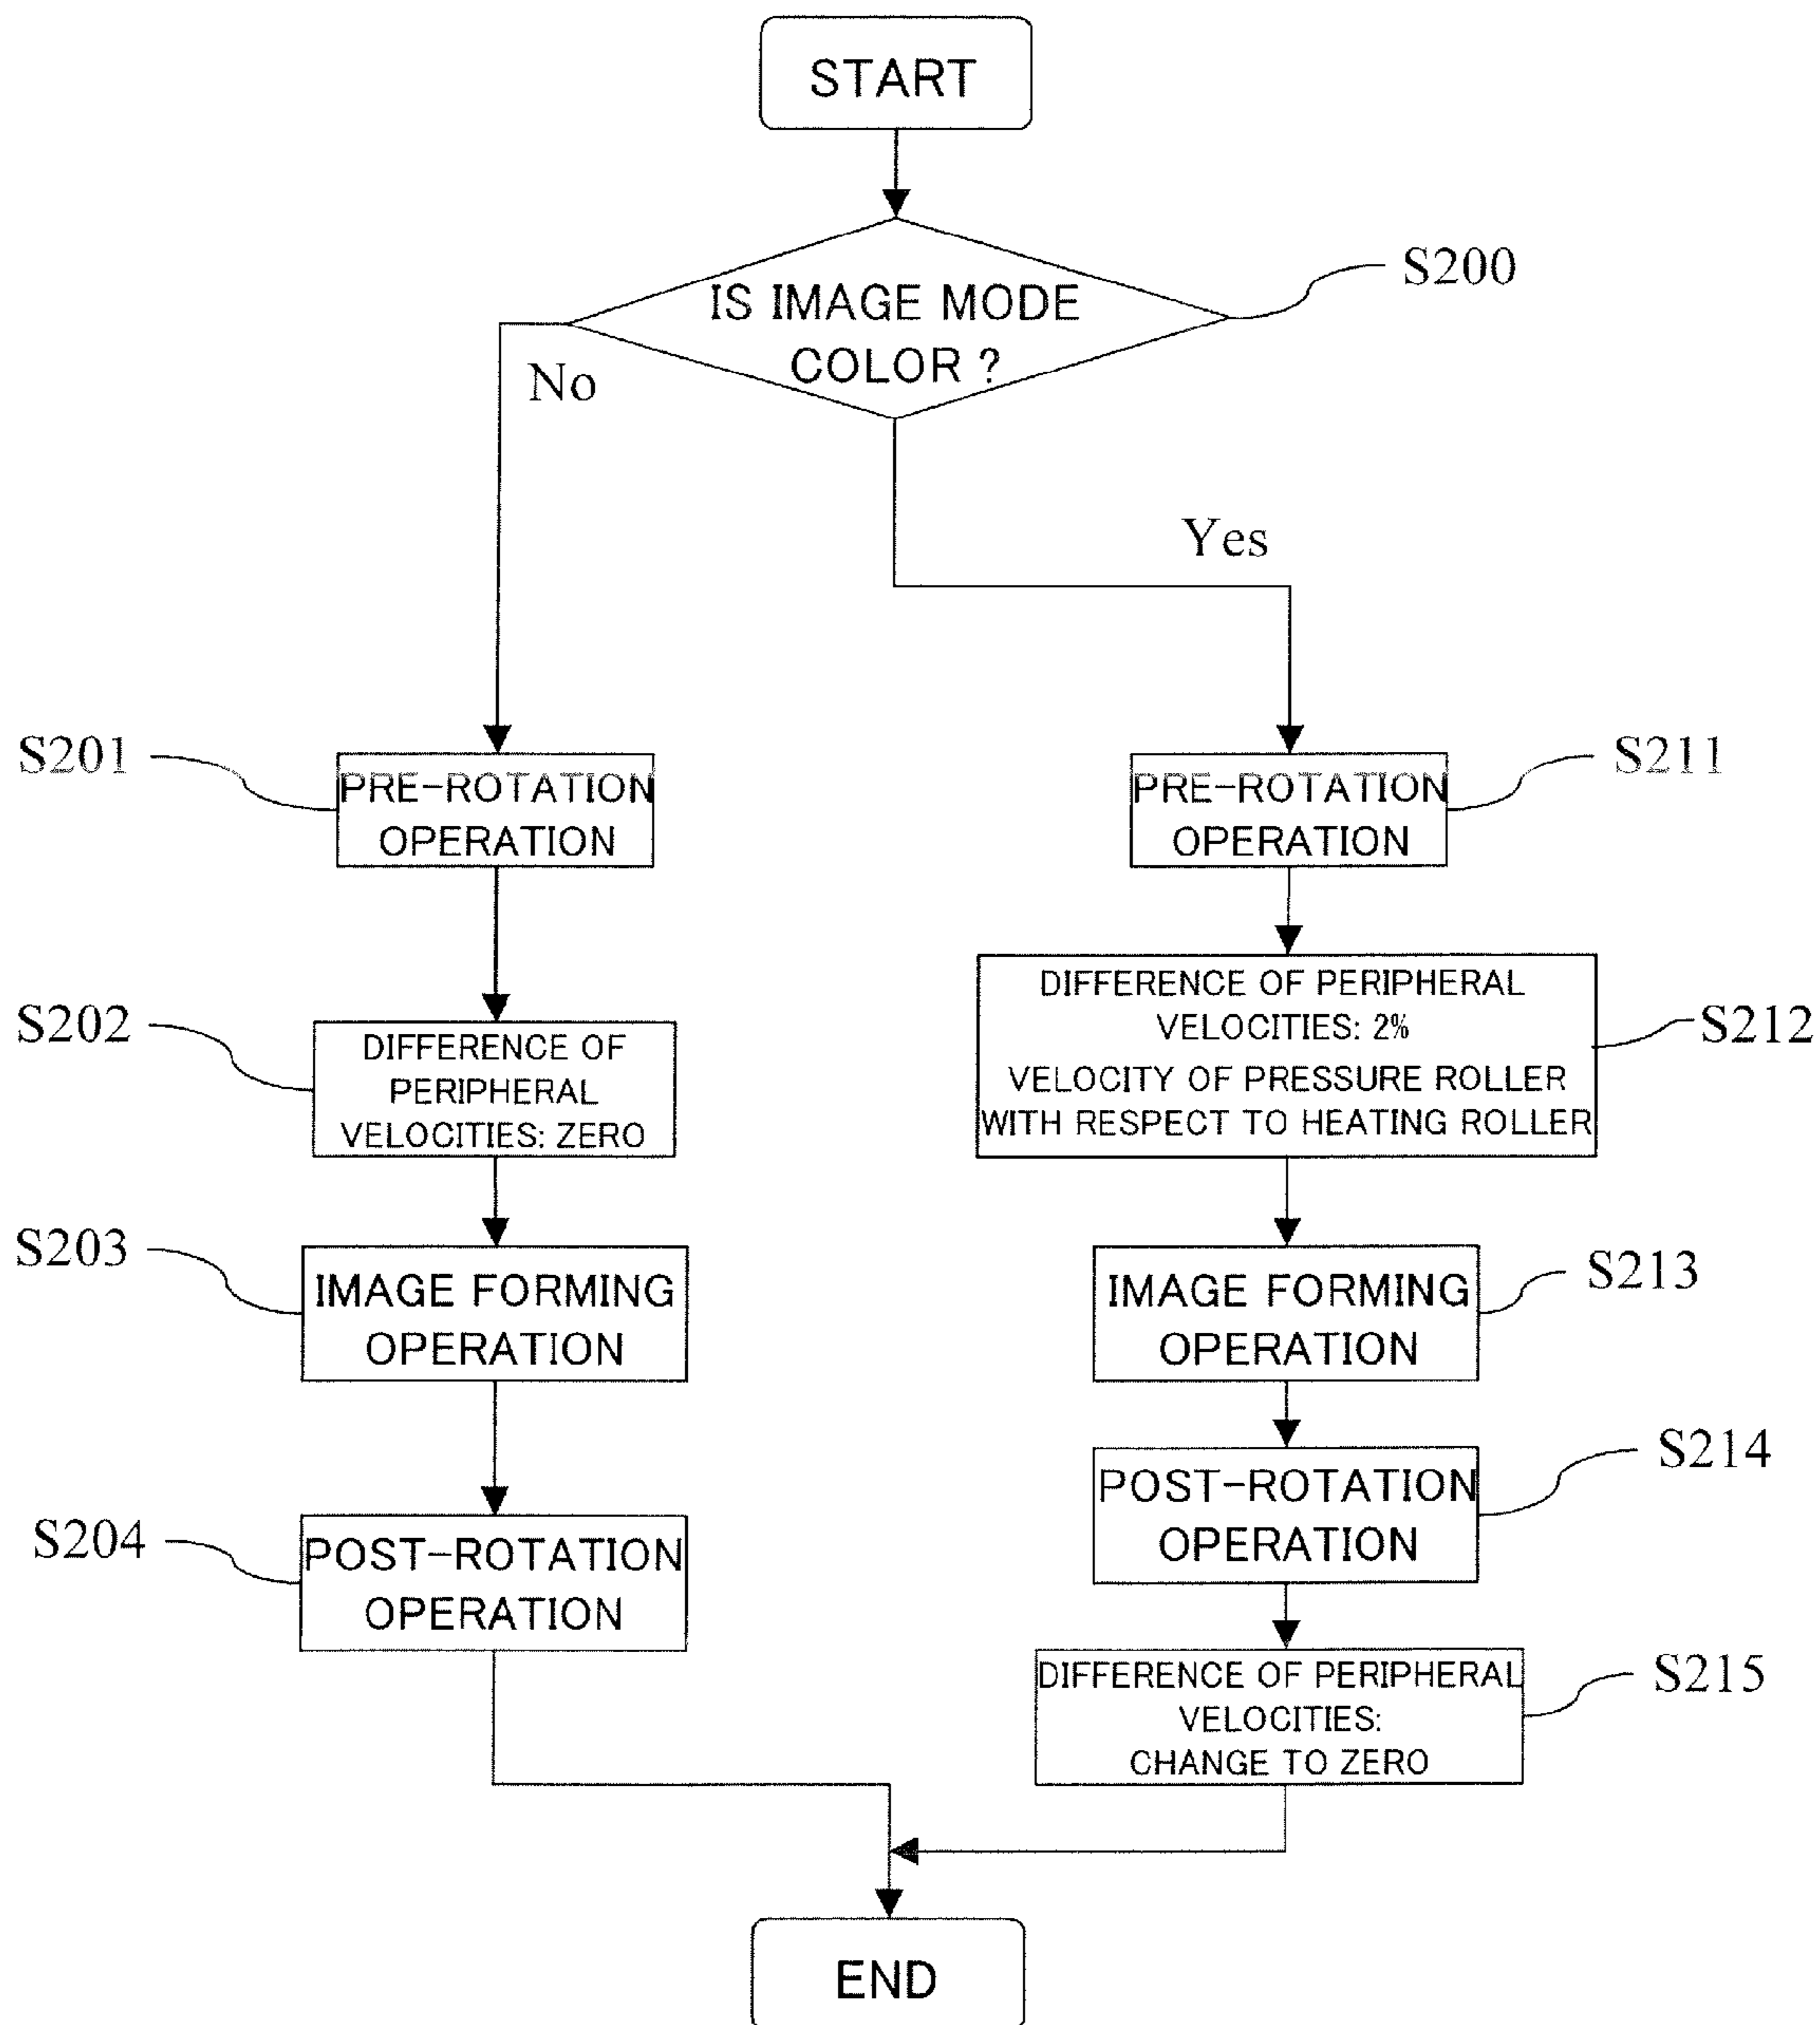 START
IS IMAGE MODE
COLOR ?
S200
No
Yes
S201
PRE-ROTATION
OPERATION
S211
PRE-ROTATION
OPERATION
S202
DIFFERENCE OF
PERIPHERAL
VELOCITIES: ZERO
S212
DIFFERENCE OF PERIPHERAL
VELOCITIES: 2%
VELOCITY OF PRESSURE ROLLER
WITH RESPECT TO HEATING ROLLER
S203
IMAGE FORMING
OPERATION
S213
IMAGE FORMING
OPERATION
S204
POST-ROTATION
OPERATION
S214
POST-ROTATION
OPERATION
S215
DIFFERENCE OF PERIPHERAL
VELOCITIES:
CHANGE TO ZERO
END